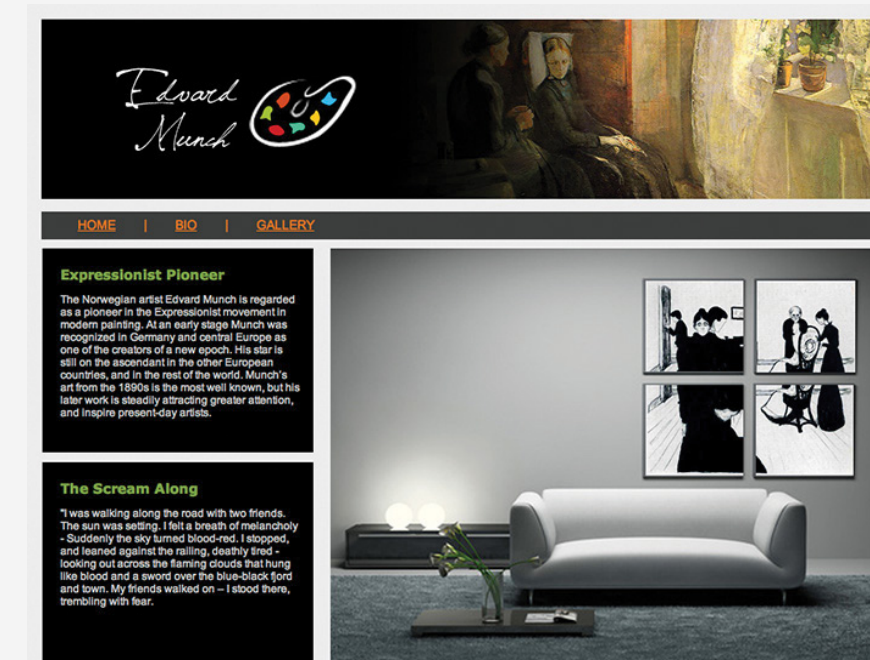 Edvard
Munch
HOME | BIO | GALLERY
Expressionist Pioneer
The Norwegian artist Edvard Munch is regarded
as a pioneer in the Expressionist movement in
modern painting. At an early stage Munch was
recognized in Germany and central Europe as
one of the creators of a new epoch. His star is
still on the ascendant in the other European
countries, and in the rest of the world. Munch's
art from the 1890s is the most well known, but his
later work is steadily attracting greater attention,
and inspire present-day artists.
The Scream Along
"I was walking along the road with two friends.
The sun was setting. I felt a breath of melancholy
- Suddenly the sky turned blood-red. I stopped,
and leaned against the railing, deathly tired -
looking out across the flaming clouds that hung
like blood and a sword over the blue-black fjord
and town. My friends walked on – I stood there,
trembling with fear.